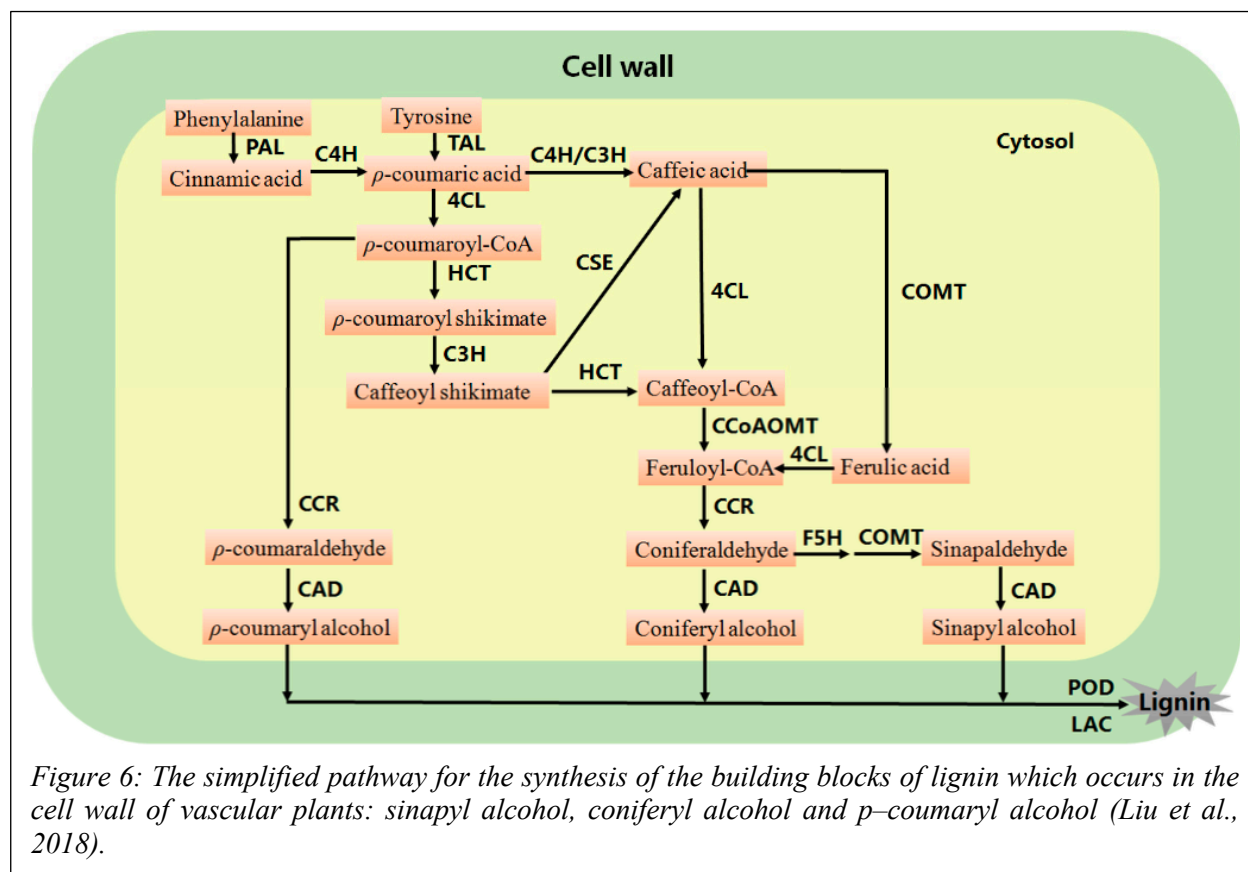 Cell wall
Phenylalanine
Tyrosine
Cytosol
PAL
C4H
TAL
C4H/C3H
Cinnamic acid
ρ-coumaric acid
Caffeic acid
4CL
ρ-coumaroyl-CoA
HCT
CSE
4CL
COMT
ρ-coumaroyl shikimate
C3H
HCT
Caffeoyl shikimate
Caffeoyl-CoA
CCoAOMT
4CL
Feruloyl-CoA
Ferulic acid
CCR
CCR
F5H
COMT
ρ-coumaraldehyde
Coniferaldehyde
Sinapaldehyde
CAD
CAD
CAD
ρ-coumaryl alcohol
Coniferyl alcohol
Sinapyl alcohol
POD
Lignin
LAC
Figure 6: The simplified pathway for the synthesis of the building blocks of lignin which occurs in the
cell wall of vascular plants: sinapyl alcohol, coniferyl alcohol and p–coumaryl alcohol (Liu et al.,
2018).